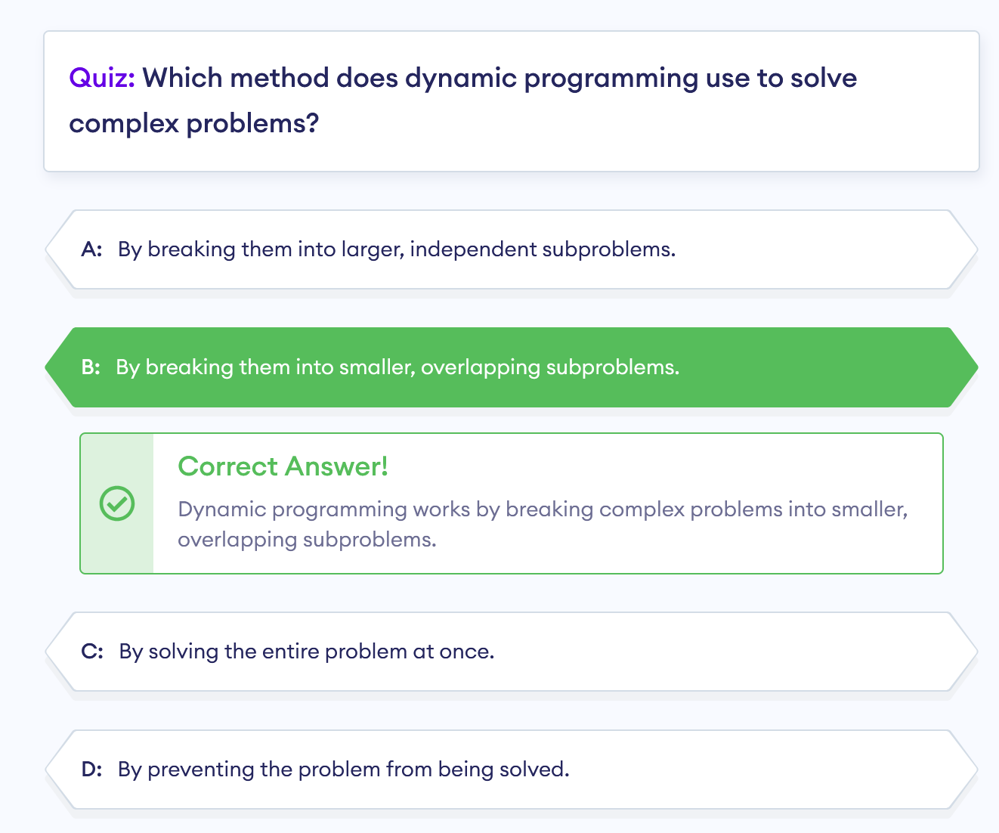 Quiz: Which method does dynamic programming use to solve
complex problems?
A: By breaking them into larger, independent subproblems.
B: By breaking them into smaller, overlapping subproblems.
Correct Answer!
Dynamic programming works by breaking complex problems into smaller,
overlapping subproblems.
C: By solving the entire problem at once.
D: By preventing the problem from being solved.